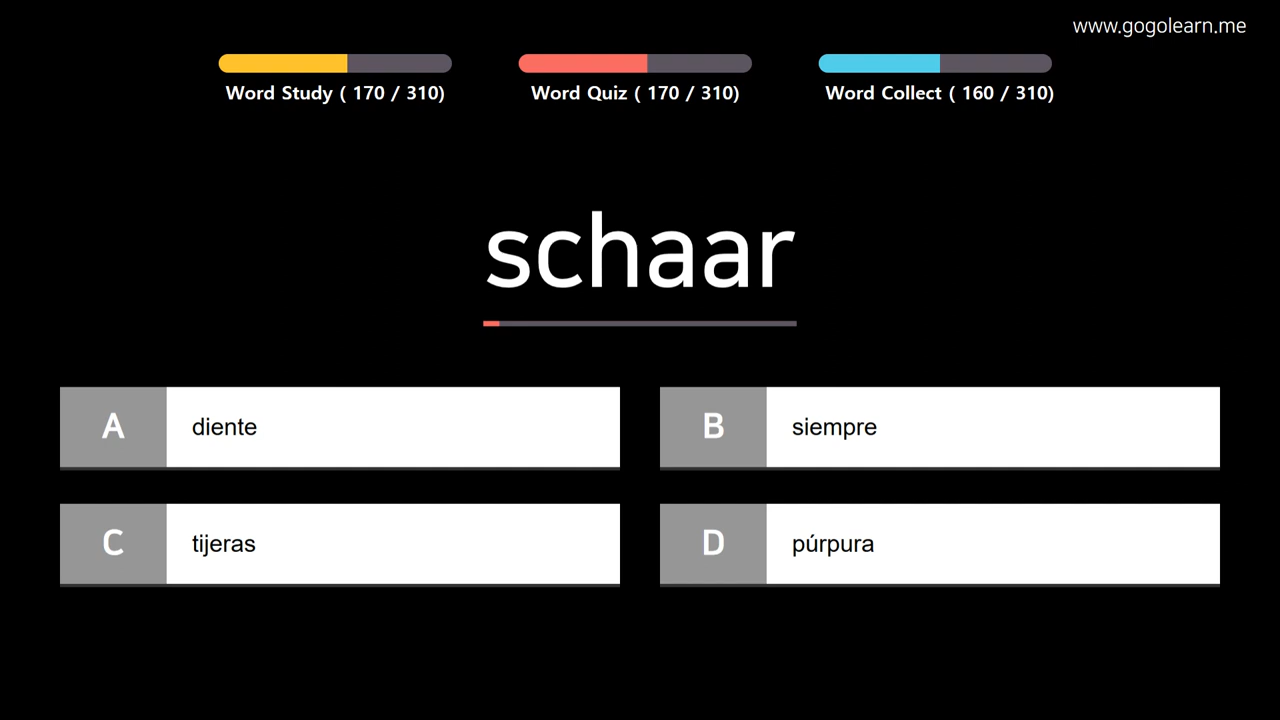 www.gogolearn.me
Word Study ( 170 / 310)
Word Quiz ( 170 / 310)
Word Collect ( 160 / 310)
schaar
A diente
B siempre
C tijeras
D púrpura